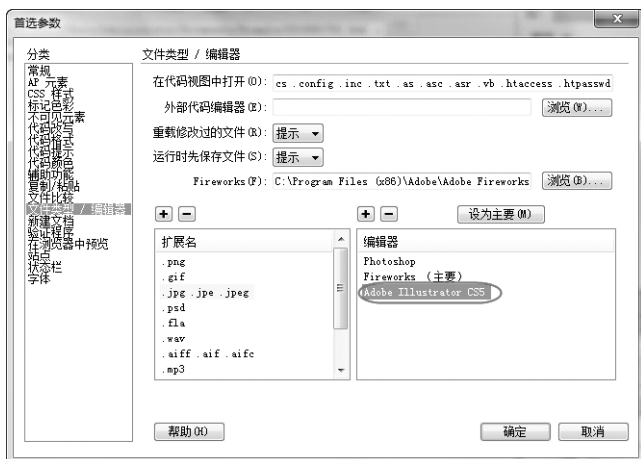 首选参数
分类
常规
AP 元素
CSS 样式
标记色彩
不可见元素
代码改写
代码格式
代码提示
代码颜色
辅助功能
复制/粘贴
文件比较
文件类型 / 编辑器
新建文档
验证程序
在浏览器中预览
站点
状态栏
字体
文件类型 / 编辑器
在代码视图中打开(O): cs .config .inc .txt .as .asc .asr .vb .htaccess .htpasswd
外部代码编辑器(E): 浏览(W)...
重载修改过的文件(R): 提示
运行时先保存文件(S): 提示
Fireworks(F): C:\Program Files (x86)\Adobe\Adobe Fireworks 浏览(B)...
设为主要(M)
扩展名
.png
.gif
.jpg .jpe .jpeg
.psd
.fla
.wav
.aiff .aif .aifc
.mp3
编辑器
Photoshop
Fireworks (主要)
Adobe Illustrator CS5
帮助(H) 确定 取消